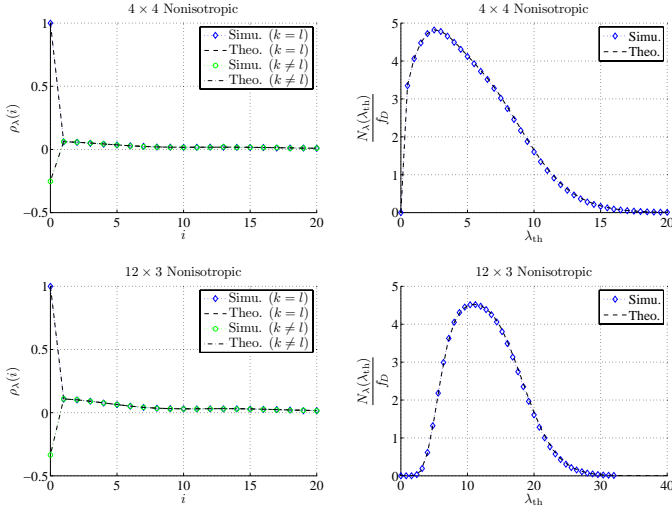 4 × 4 Nonisotropic
1
0.5
0
−0.5
ρλ(i)
0 5 10 15 20
i
Simu. (k = l)
Theo. (k = l)
Simu. (k ≠ l)
Theo. (k ≠ l)
4 × 4 Nonisotropic
5
4
3
2
1
0
Nλ(λth)
fD
0 5 10 15 20
λth
Simu.
Theo.
12 × 3 Nonisotropic
1
0.5
0
−0.5
ρλ(i)
0 5 10 15 20
i
Simu. (k = l)
Theo. (k = l)
Simu. (k ≠ l)
Theo. (k ≠ l)
12 × 3 Nonisotropic
5
4
3
2
1
0
Nλ(λth)
fD
0 10 20 30 40
λth
Simu.
Theo.